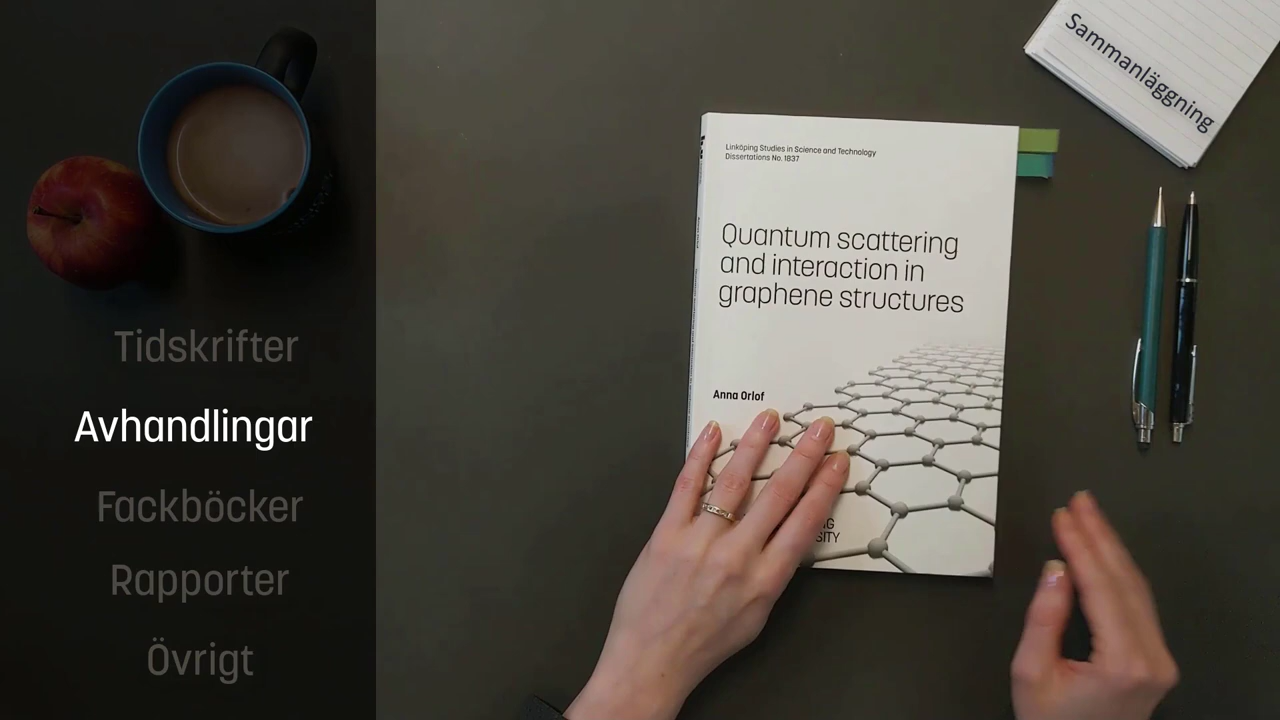 Tidskrifter
Avhandlingar
Fackböcker
Rapporter
Övrigt
Sammanläggning
Linköping Studies in Science and Technology
Dissertations No. 1837
Quantum scattering
and interaction in
graphene structures
Anna Orlof